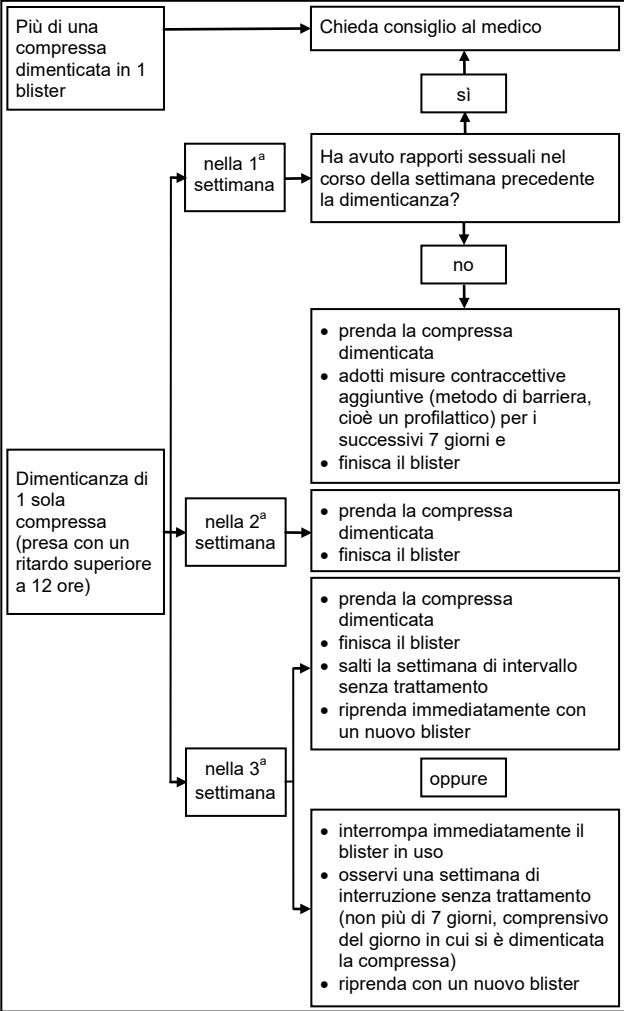 Più di una
compressa
dimenticata in 1
blister
Chieda consiglio al medico
sì
nella 1ª
settimana
Ha avuto rapporti sessuali nel
corso della settimana precedente
la dimenticanza?
no
• prenda la compressa
dimenticata
• adotti misure contraccettive
aggiuntive (metodo di barriera,
cioè un profilattico) per i
successivi 7 giorni e
• finisca il blister
Dimenticanza di
1 sola
compressa
(presa con un
ritardo superiore
a 12 ore)
nella 2ª
settimana
• prenda la compressa
dimenticata
• finisca il blister
nella 3ª
settimana
• prenda la compressa
dimenticata
• finisca il blister
• salti la settimana di intervallo
senza trattamento
• riprenda immediatamente con
un nuovo blister
oppure
• interrompa immediatamente il
blister in uso
• osservi una settimana di
interruzione senza trattamento
(non più di 7 giorni, comprensivo
del giorno in cui si è dimenticata
la compressa)
• riprenda con un nuovo blister